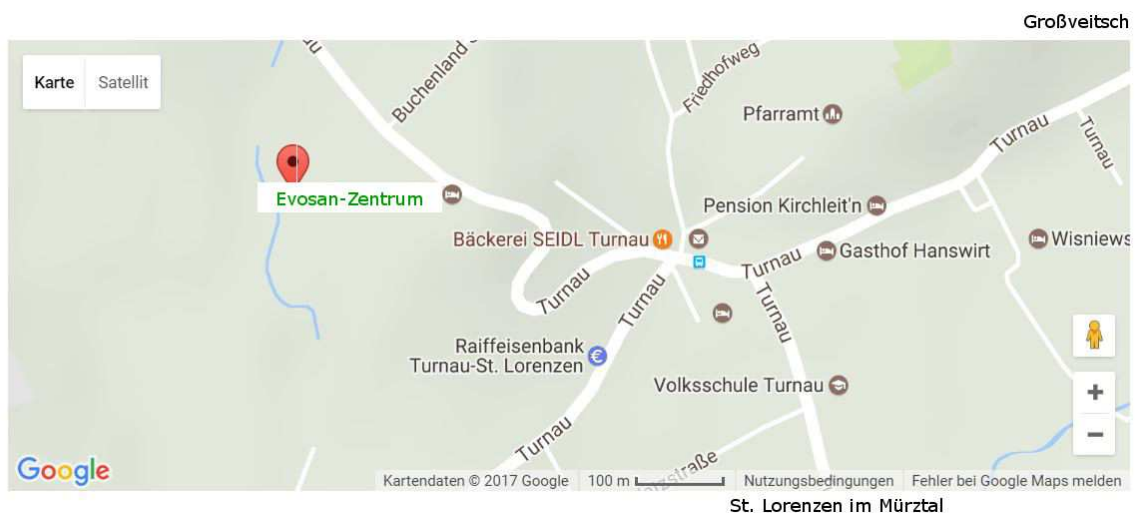 Großveitsch
Karte
Satellit
Buchenland
Friedhofweg
Pfarramt
Turnau
Turnau
Evosan-Zentrum
Pension Kirchleit'n
Bäckerei SEIDL Turnau
Wisniews
Gasthof Hanswirt
Turnau
Turnau
Turnau
Turnau
Raiffeisenbank
Turnau-St. Lorenzen
€
Volksschule Turnau
+
Turnau
−
Google
Kartendaten © 2017 Google
100 m
Nutzungsbedingungen
Fehler bei Google Maps melden
St. Lorenzen im Mürztal